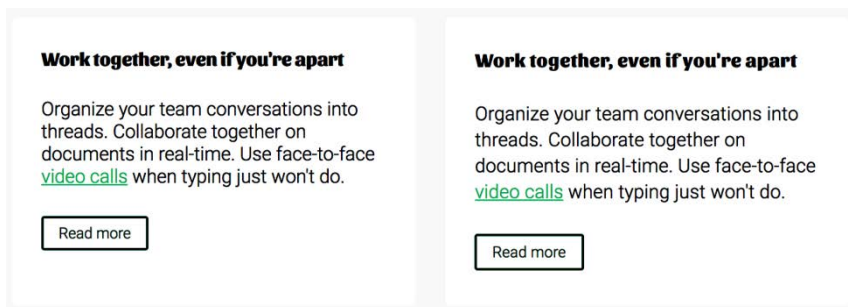 Work together, even if you're apart
Organize your team conversations into
threads. Collaborate together on
documents in real-time. Use face-to-face
video calls when typing just won't do.
Read more
Work together, even if you're apart
Organize your team conversations into
threads. Collaborate together on
documents in real-time. Use face-to-face
video calls when typing just won't do.
Read more